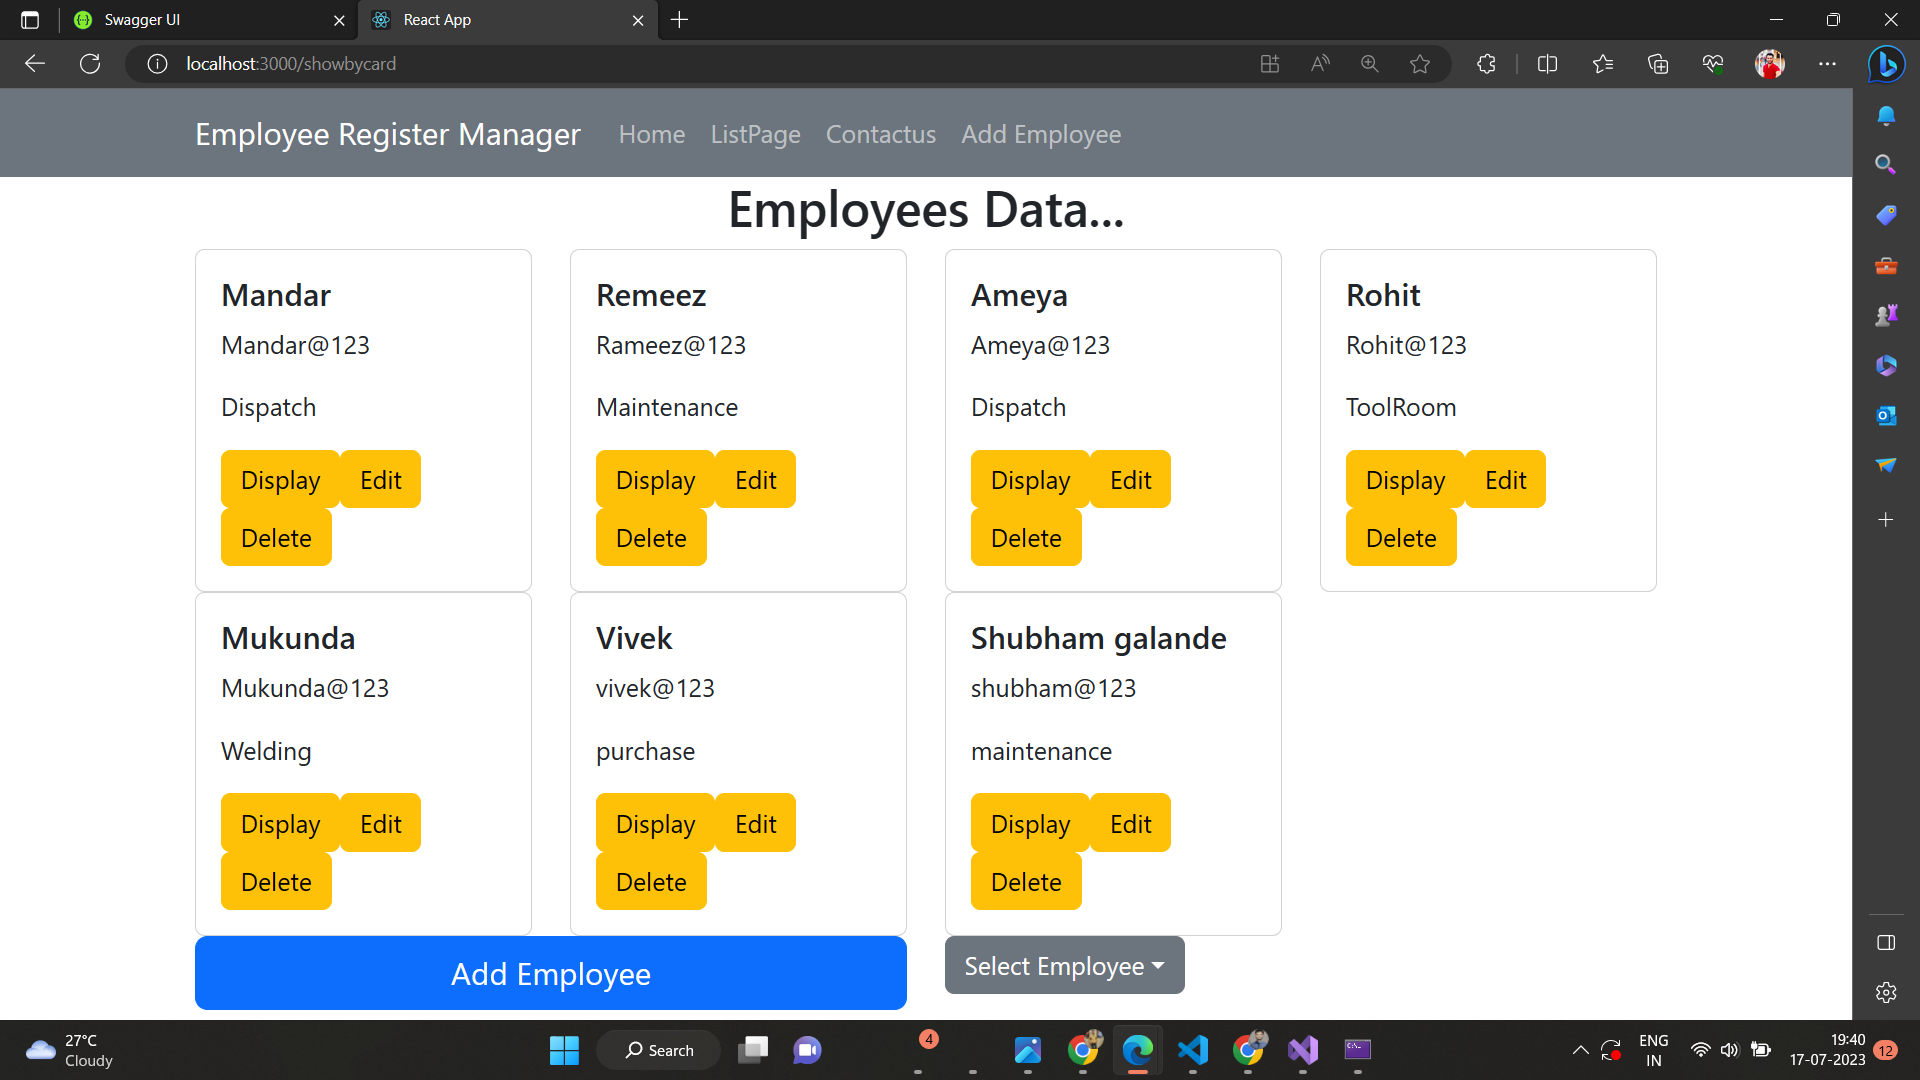 Swagger UI
React App
localhost:3000/showbycard
Employee Register Manager Home ListPage Contactus Add Employee
Employees Data...
Mandar
Mandar@123
Dispatch
Display Edit
Delete
Remeez
Rameez@123
Maintenance
Display Edit
Delete
Ameya
Ameya@123
Dispatch
Display Edit
Delete
Rohit
Rohit@123
ToolRoom
Display Edit
Delete
Mukunda
Mukunda@123
Welding
Display Edit
Delete
Vivek
vivek@123
purchase
Display Edit
Delete
Shubham galande
shubham@123
maintenance
Display Edit
Delete
Add Employee
Select Employee
27°C
Cloudy
Search
4
ENG
IN
19:40
17-07-2023
12